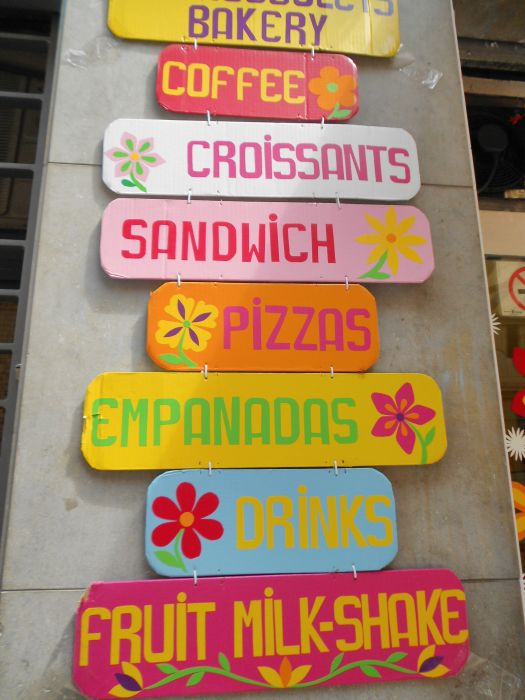 BAKERY
COFFEE
CROISSANTS
SANDWICH
PIZZAS
EMPANADAS
DRINKS
FRUIT MILK-SHAKE